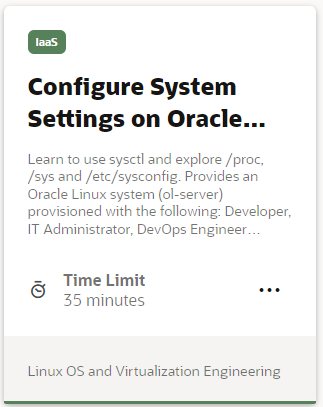 IaaS
Configure System
Settings on Oracle...
Learn to use sysctl and explore /proc,
/sys and /etc/sysconfig. Provides an
Oracle Linux system (ol-server)
provisioned with the following: Developer,
IT Administrator, DevOps Engineer...
Time Limit
35 minutes
Linux OS and Virtualization Engineering